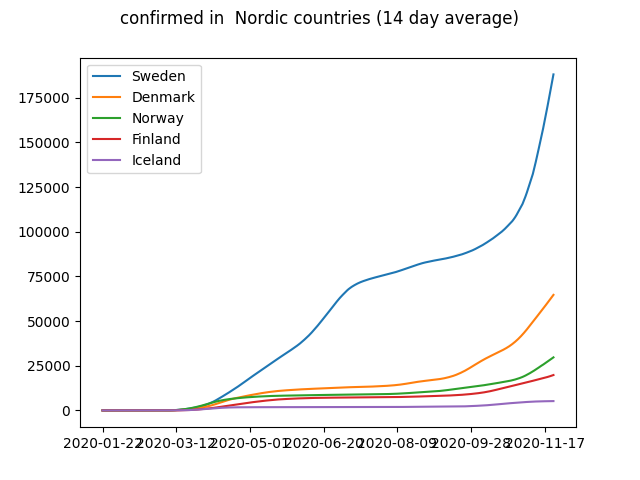 confirmed in  Nordic countries (14 day average)
Sweden
Denmark
Norway
Finland
Iceland
175000
150000
125000
100000
75000
50000
25000
0
2020-01-22 2020-03-12 2020-05-01 2020-06-20 2020-08-09 2020-09-28 2020-11-17